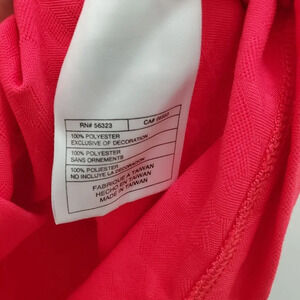 RN# 56323 CA#
100% POLYESTER
EXCLUSIVE OF DECORATION
100% POLYESTER
SANS ORNEMENTS
100% POLIESTER
NO INCLUYE LA DECORACION
FABRIQUÉ A TAIWAN
HECHO EN TAIWAN
MADE IN TAIWAN